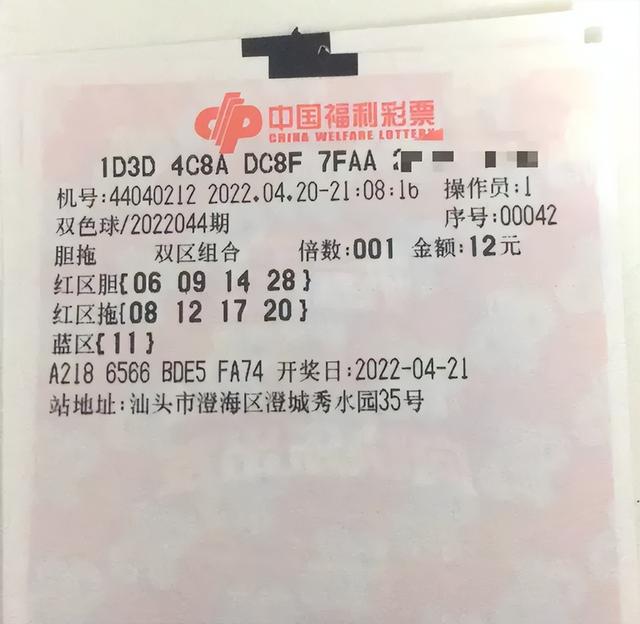 中国福利彩票
CHINA WELFARE LOTTERY
1D3D 4C8A DC8F 7FAA
机号:44040212 2022.04.20-21:08:16 操作员:1
双色球/2022044期 序号:00042
胆拖 双区组合 倍数:001 金额:12元
红区胆{06 09 14 28}
红区拖{08 12 17 20}
蓝区{11}
A218 6566 BDE5 FA74 开奖日:2022-04-21
站地址:汕头市澄海区澄城秀水园35号